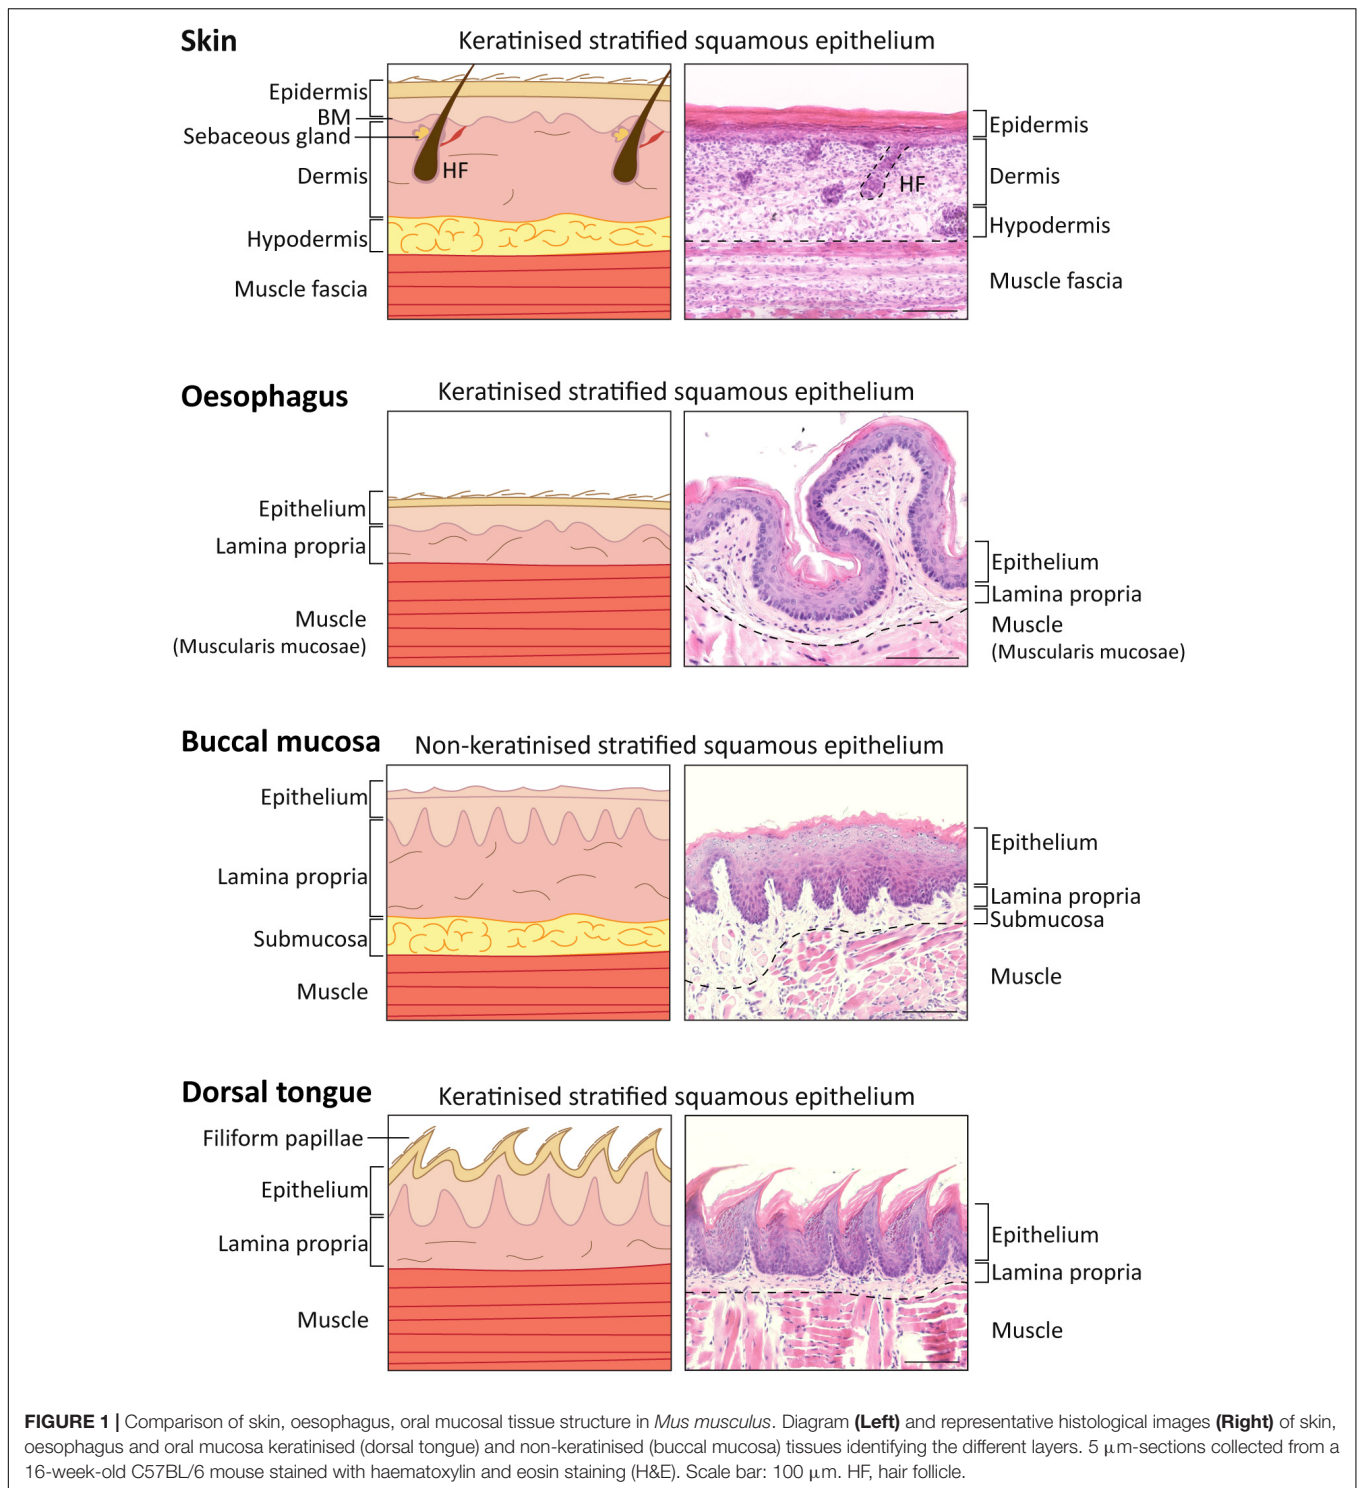 Skin
Keratinised stratified squamous epithelium
Epidermis
BM
Sebaceous gland
Dermis
HF
Hypodermis
Muscle fascia
Epidermis
Dermis
HF
Hypodermis
Muscle fascia
Oesophagus
Keratinised stratified squamous epithelium
Epithelium
Lamina propria
Muscle
(Muscularis mucosae)
Epithelium
Lamina propria
Muscle
(Muscularis mucosae)
Buccal mucosa
Non-keratinised stratified squamous epithelium
Epithelium
Lamina propria
Submucosa
Muscle
Epithelium
Lamina propria
Submucosa
Muscle
Dorsal tongue
Keratinised stratified squamous epithelium
Filiform papillae
Epithelium
Lamina propria
Muscle
Epithelium
Lamina propria
Muscle
FIGURE 1 | Comparison of skin, oesophagus, oral mucosal tissue structure in Mus musculus. Diagram (Left) and representative histological images (Right) of skin,
oesophagus and oral mucosa keratinised (dorsal tongue) and non-keratinised (buccal mucosa) tissues identifying the different layers. 5 μm-sections collected from a
16-week-old C57BL/6 mouse stained with haematoxylin and eosin staining (H&E). Scale bar: 100 μm. HF, hair follicle.